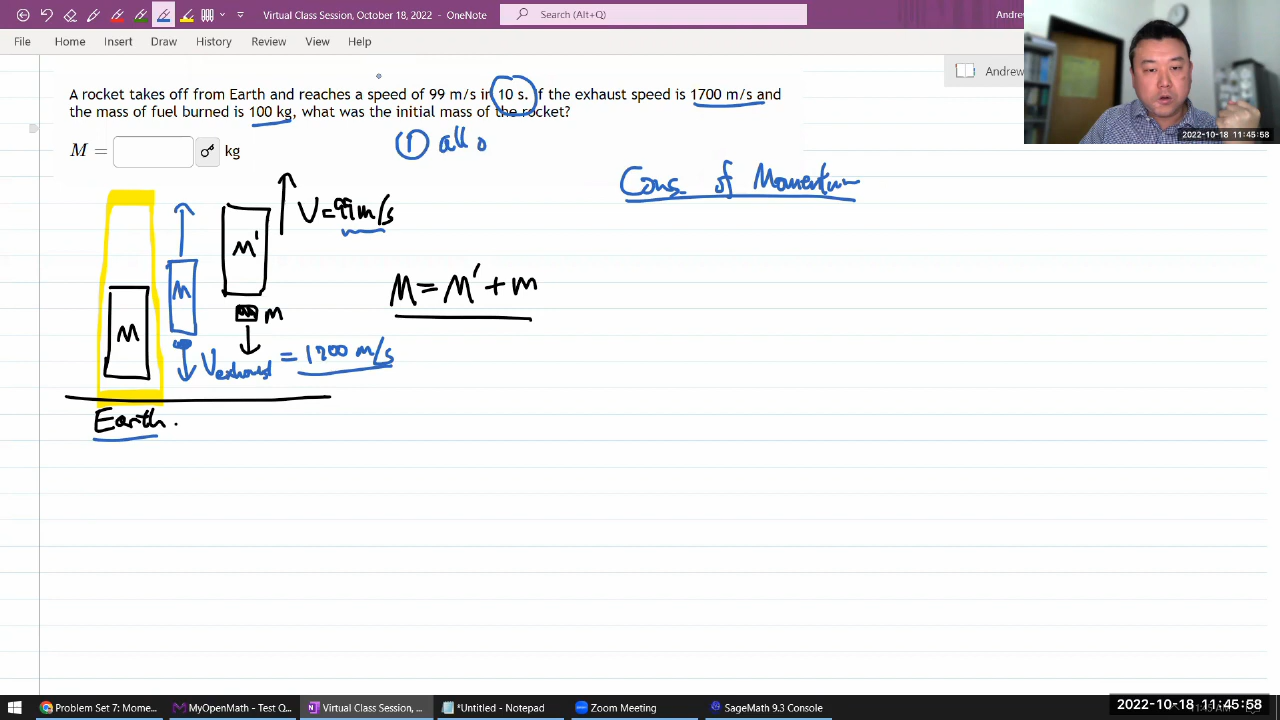 Virtual Class Session, October 18, 2022 - OneNote
Search (Alt+Q)
Andrew
File Home Insert Draw History Review View Help
Andrew
A rocket takes off from Earth and reaches a speed of 99 m/s in 10 s. If the exhaust speed is 1700 m/s and
the mass of fuel burned is 100 kg, what was the initial mass of the rocket?
2022-10-18 11:45:58
M = kg
① all o
Cons. of Momentum
V=99m/s
M'
M
M
M = M' + m
m
Vexhaust = 1700 m/s
Earth.
Problem Set 7: Mome...
MyOpenMath - Test Q...
Virtual Class Session,...
*Untitled - Notepad
Zoom Meeting
SageMath 9.3 Console
2022-10-18 11:45:58